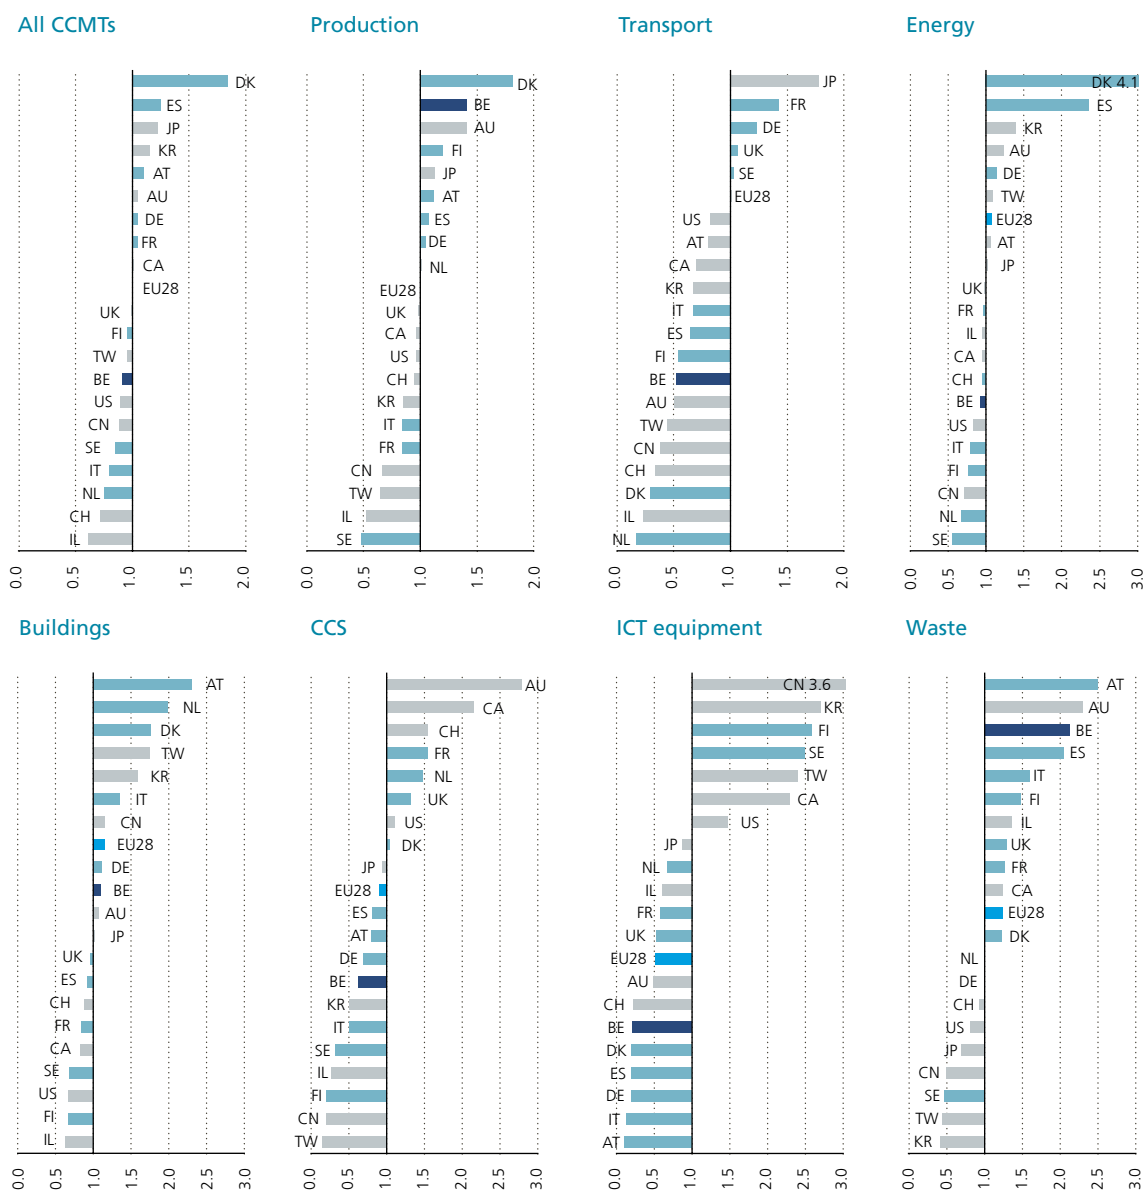 All CCMTs
DK
ES
JP
KR
AT
AU
DE
FR
CA
EU28
UK
FI
TW
BE
US
CN
SE
IT
NL
CH
IL
0.0 0.5 1.0 1.5 2.0
Production
DK
BE
AU
FI
JP
AT
ES
DE
NL
EU28
UK
CA
US
CH
KR
IT
FR
CN
TW
IL
SE
0.0 0.5 1.0 1.5 2.0
Transport
JP
FR
DE
UK
SE
EU28
US
AT
CA
KR
IT
ES
FI
BE
AU
TW
CN
CH
DK
IL
NL
0.0 0.5 1.0 1.5 2.0
Energy
DK 4.1
ES
KR
AU
DE
TW
EU28
AT
JP
UK
FR
IL
CA
CH
BE
US
IT
FI
CN
NL
SE
0.0 0.5 1.0 1.5 2.0 2.5 3.0
Buildings
AT
NL
DK
TW
KR
IT
CN
EU28
DE
BE
AU
JP
UK
ES
CH
FR
CA
SE
US
FI
IL
0.0 0.5 1.0 1.5 2.0 2.5 3.0
CCS
AU
CA
CH
FR
NL
UK
US
DK
JP
EU28
ES
AT
DE
BE
KR
IT
SE
IL
FI
CN
TW
0.0 0.5 1.0 1.5 2.0 2.5 3.0
ICT equipment
CN 3.6
KR
FI
SE
TW
CA
US
JP
NL
IL
FR
UK
EU28
AU
CH
BE
DK
ES
DE
IT
AT
0.0 0.5 1.0 1.5 2.0 2.5 3.0
Waste
AT
AU
BE
ES
IT
FI
IL
UK
FR
CA
EU28
DK
NL
DE
CH
US
JP
CN
SE
TW
KR
0.0 0.5 1.0 1.5 2.0 2.5 3.0